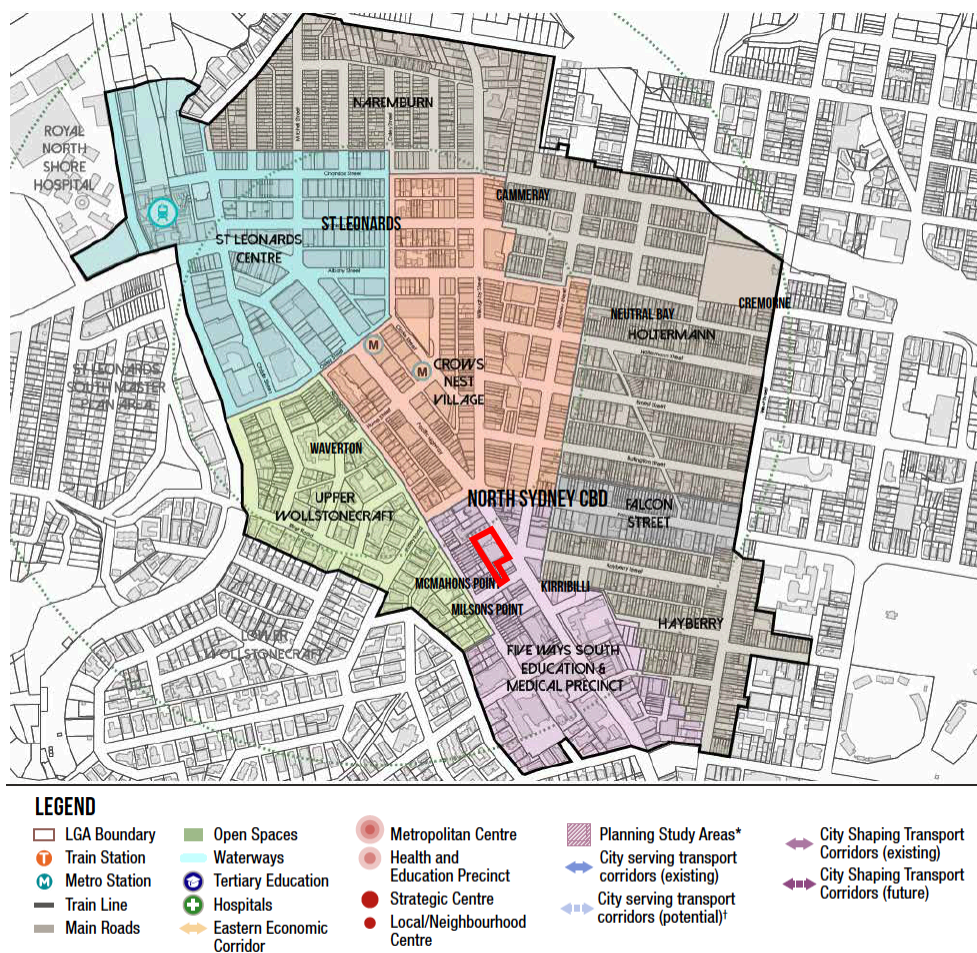 NAREMBURN
ROYAL
NORTH
SHORE
HOSPITAL
Chandos Street
CAMMERAY
ST LEONARDS
ST LEONARDS
CENTRE
Albany Street
CREMORNE
NEUTRAL BAY
HOLTERMANN
M
M
CROWS
NEST
VILLAGE
ST LEONARDS
SOUTH MASTER
PLAN AREA
WAVERTON
UPPER
WOLLSTONECRAFT
NORTH SYDNEY CBD
FALCON
STREET
MCMAHONS POINT
KIRRIBILLI
MILSONS POINT
HAYBERRY
LOWER
WOLLSTONECRAFT
FIVE WAYS SOUTH
EDUCATION &
MEDICAL PRECINCT
LEGEND
LGA Boundary
T Train Station
M Metro Station
Train Line
Main Roads
Open Spaces
Waterways
Tertiary Education
Hospitals
Eastern Economic
Corridor
Metropolitan Centre
Health and
Education Precinct
Strategic Centre
Local/Neighbourhood
Centre
Planning Study Areas*
City serving transport
corridors (existing)
City serving transport
corridors (potential)†
City Shaping Transport
Corridors (existing)
City Shaping Transport
Corridors (future)